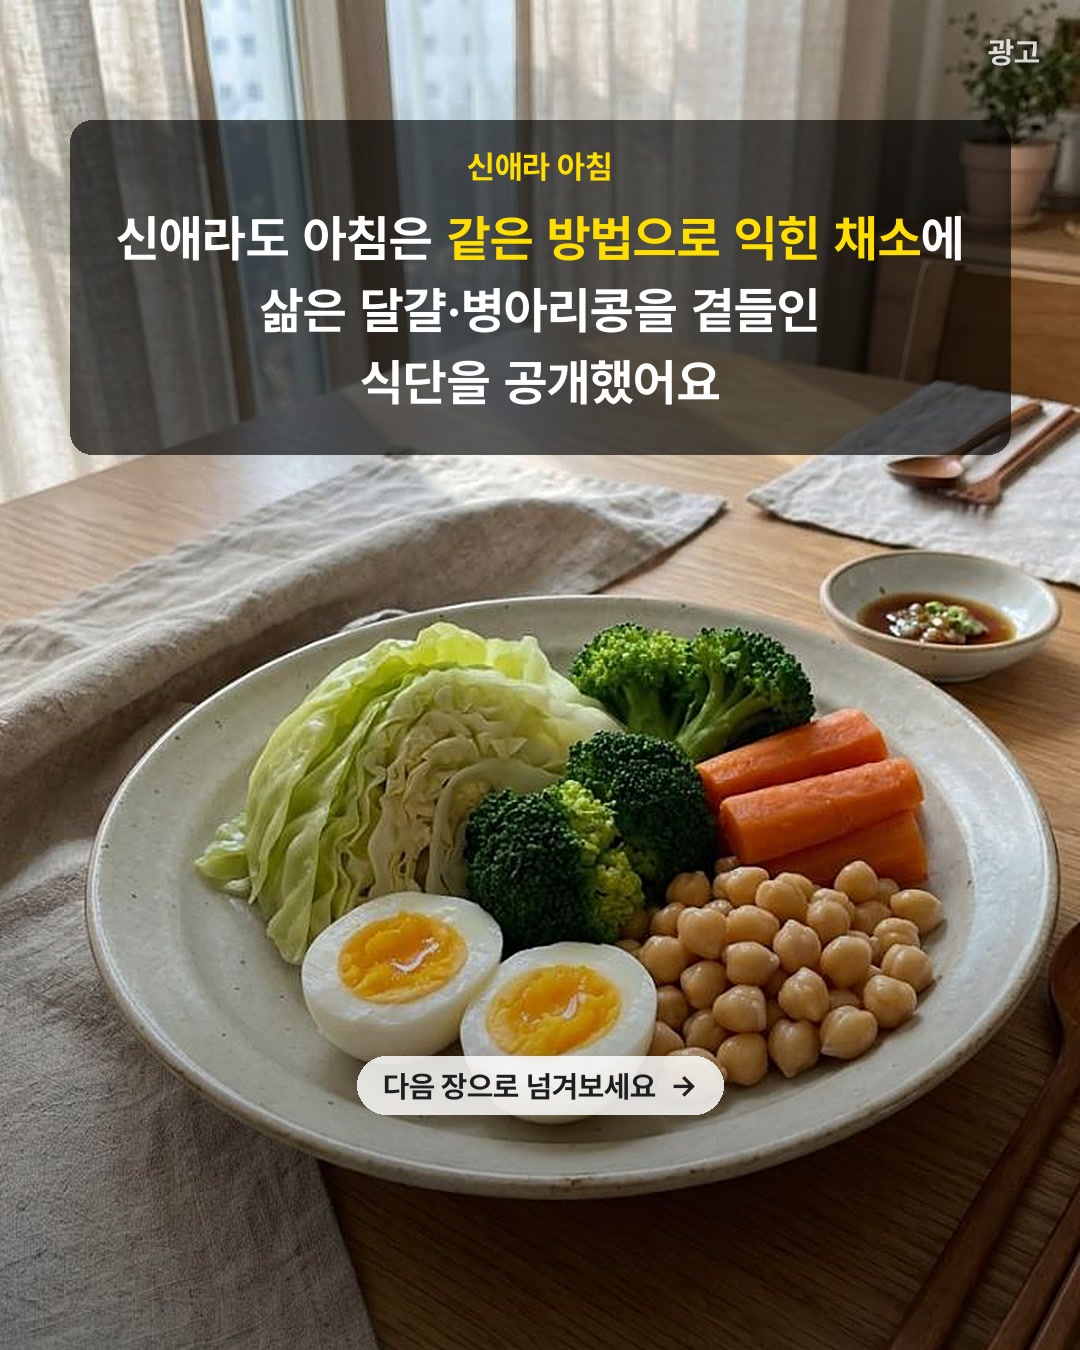 광고
신애라 아침
신애라도 아침은 같은 방법으로 익힌 채소에
삶은 달걀·병아리콩을 곁들인
식단을 공개했어요
다음 장으로 넘겨보세요 →